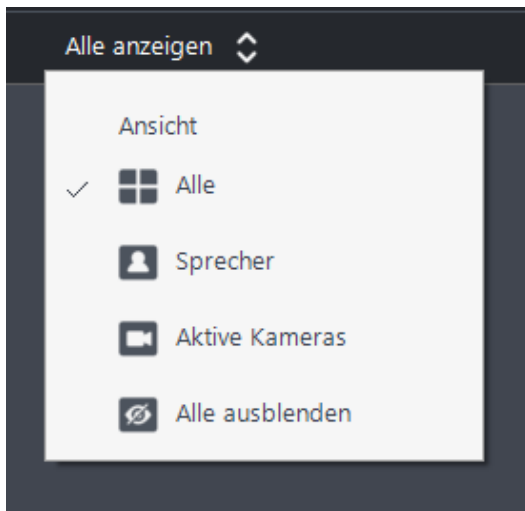 Alle anzeigen
Ansicht
Alle
Sprecher
Aktive Kameras
Alle ausblenden